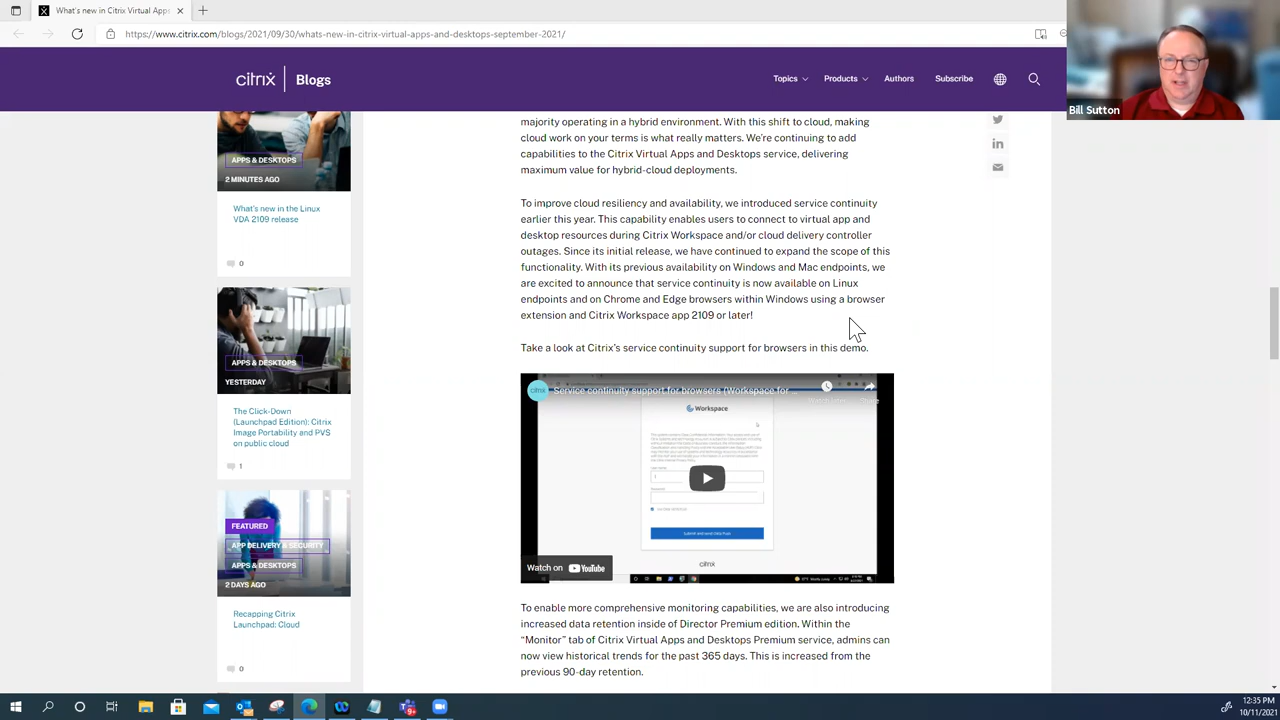 What's new in Citrix Virtual Apps
https://www.citrix.com/blogs/2021/09/30/whats-new-in-citrix-virtual-apps-and-desktops-september-2021/
citrix Blogs
Topics Products Authors Subscribe
Bill Sutton
APPS & DESKTOPS
2 MINUTES AGO
What's new in the Linux
VDA 2109 release
0
APPS & DESKTOPS
YESTERDAY
The Click-Down
(Launchpad Edition): Citrix
Image Portability and PVS
on public cloud
1
FEATURED
APP DELIVERY & SECURITY
APPS & DESKTOPS
2 DAYS AGO
Recapping Citrix
Launchpad: Cloud
0
majority operating in a hybrid environment. With this shift to cloud, making
cloud work on your terms is what really matters. We're continuing to add
capabilities to the Citrix Virtual Apps and Desktops service, delivering
maximum value for hybrid-cloud deployments.
To improve cloud resiliency and availability, we introduced service continuity
earlier this year. This capability enables users to connect to virtual app and
desktop resources during Citrix Workspace and/or cloud delivery controller
outages. Since its initial release, we have continued to expand the scope of this
functionality. With its previous availability on Windows and Mac endpoints, we
are excited to announce that service continuity is now available on Linux
endpoints and on Chrome and Edge browsers within Windows using a browser
extension and Citrix Workspace app 2109 or later!
Take a look at Citrix's service continuity support for browsers in this demo.
citrix
Service continuity support for browsers (Workspace for ...
Watch later Share
Workspace
citrix
Watch on YouTube
To enable more comprehensive monitoring capabilities, we are also introducing
increased data retention inside of Director Premium edition. Within the
“Monitor” tab of Citrix Virtual Apps and Desktops Premium service, admins can
now view historical trends for the past 365 days. This is increased from the
previous 90-day retention.
12:35 PM
10/11/2021